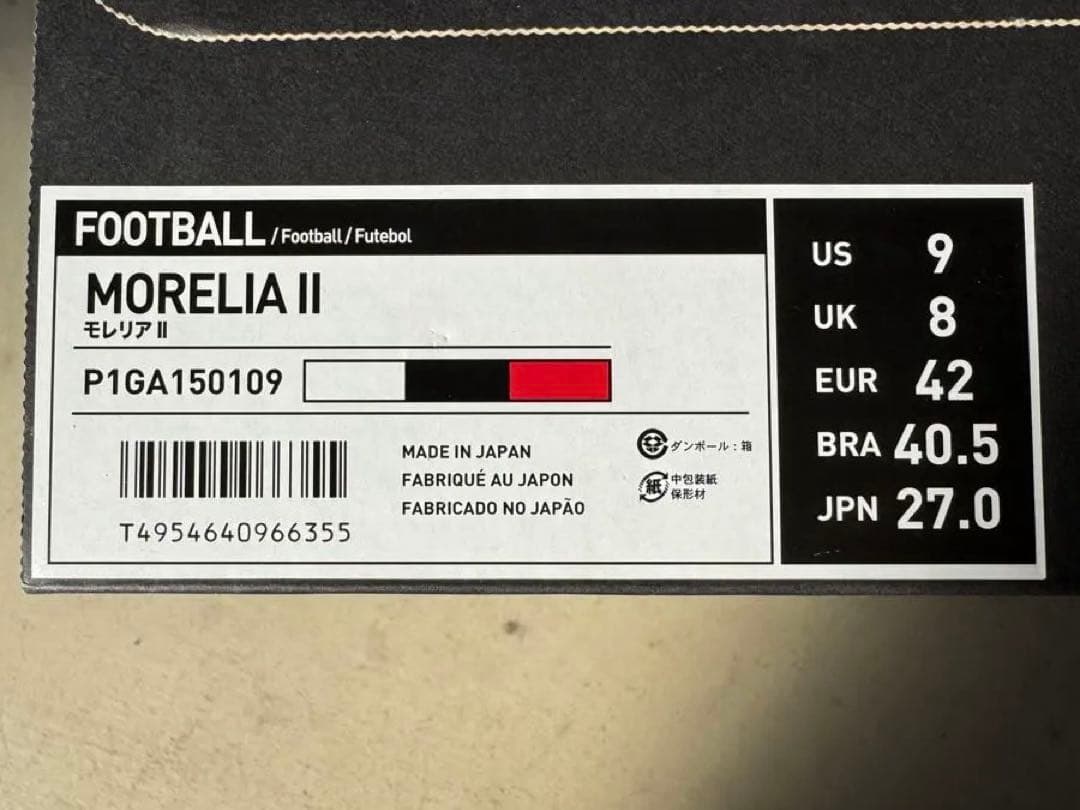 FOOTBALL / Football / Futebol
MORELIA II
モレリア II
P1GA150109
T4954640966355
MADE IN JAPAN
FABRIQUÉ AU JAPON
FABRICADO NO JAPÃO
ダンボール：箱
紙 中包装紙
保形材
US 9
UK 8
EUR 42
BRA 40.5
JPN 27.0